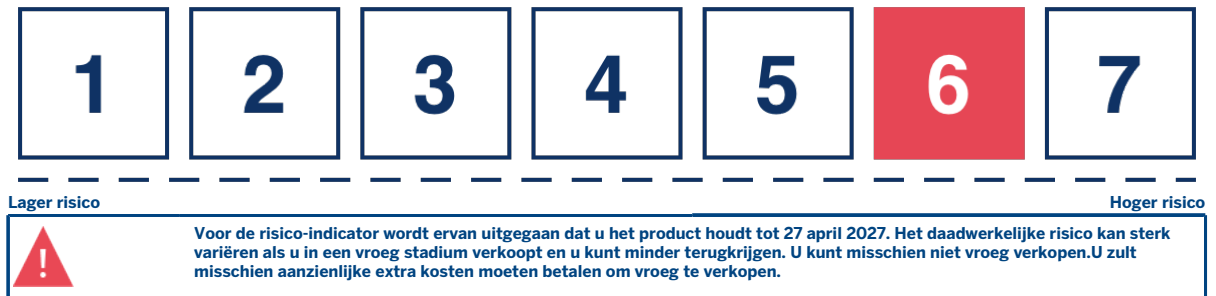 1 2 3 4 5 6 7
Lager risico Hoger risico
! Voor de risico-indicator wordt ervan uitgegaan dat u het product houdt tot 27 april 2027. Het daadwerkelijke risico kan sterk
variëren als u in een vroeg stadium verkoopt en u kunt minder terugkrijgen. U kunt misschien niet vroeg verkopen.U zult
misschien aanzienlijke extra kosten moeten betalen om vroeg te verkopen.